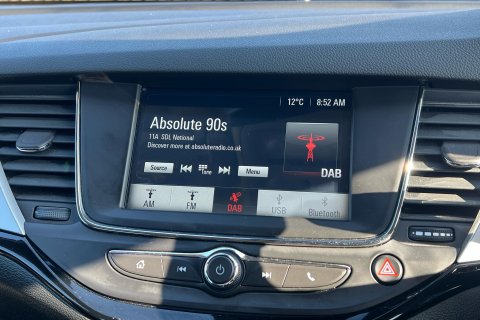 12°C 8:52 AM
Absolute 90s
11A SDL National
Discover more at absoluteradio.co.uk
DAB
Source Tune Menu
AM FM DAB USB Bluetooth